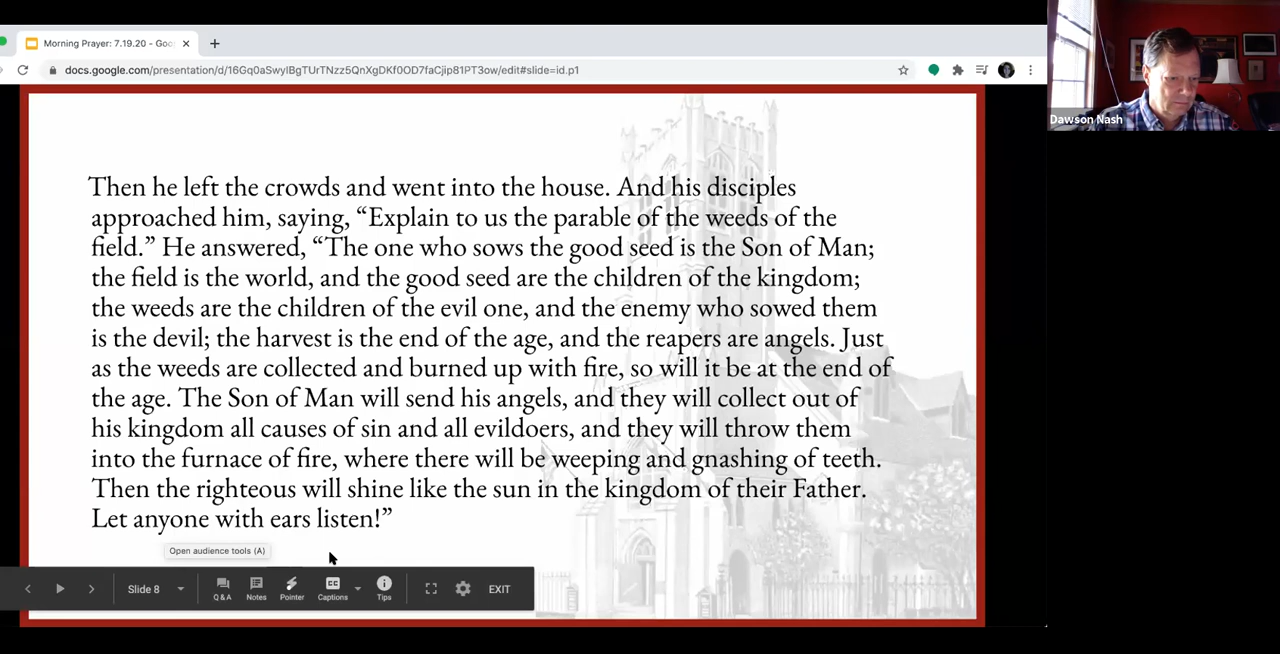 Morning Prayer: 7.19.20 - Goo
docs.google.com/presentation/d/16Gq0aSwyIBgTUrTNzz5QnXgDKf0OD7faCjip81PT3ow/edit#slide=id.p1
Dawson Nash
Then he left the crowds and went into the house. And his disciples
approached him, saying, “Explain to us the parable of the weeds of the
field.” He answered, “The one who sows the good seed is the Son of Man;
the field is the world, and the good seed are the children of the kingdom;
the weeds are the children of the evil one, and the enemy who sowed them
is the devil; the harvest is the end of the age, and the reapers are angels. Just
as the weeds are collected and burned up with fire, so will it be at the end of
the age. The Son of Man will send his angels, and they will collect out of
his kingdom all causes of sin and all evildoers, and they will throw them
into the furnace of fire, where there will be weeping and gnashing of teeth.
Then the righteous will shine like the sun in the kingdom of their Father.
Let anyone with ears listen!”
Open audience tools (A)
Slide 8
Q & A
Notes
Pointer
CC
Captions
Tips
EXIT